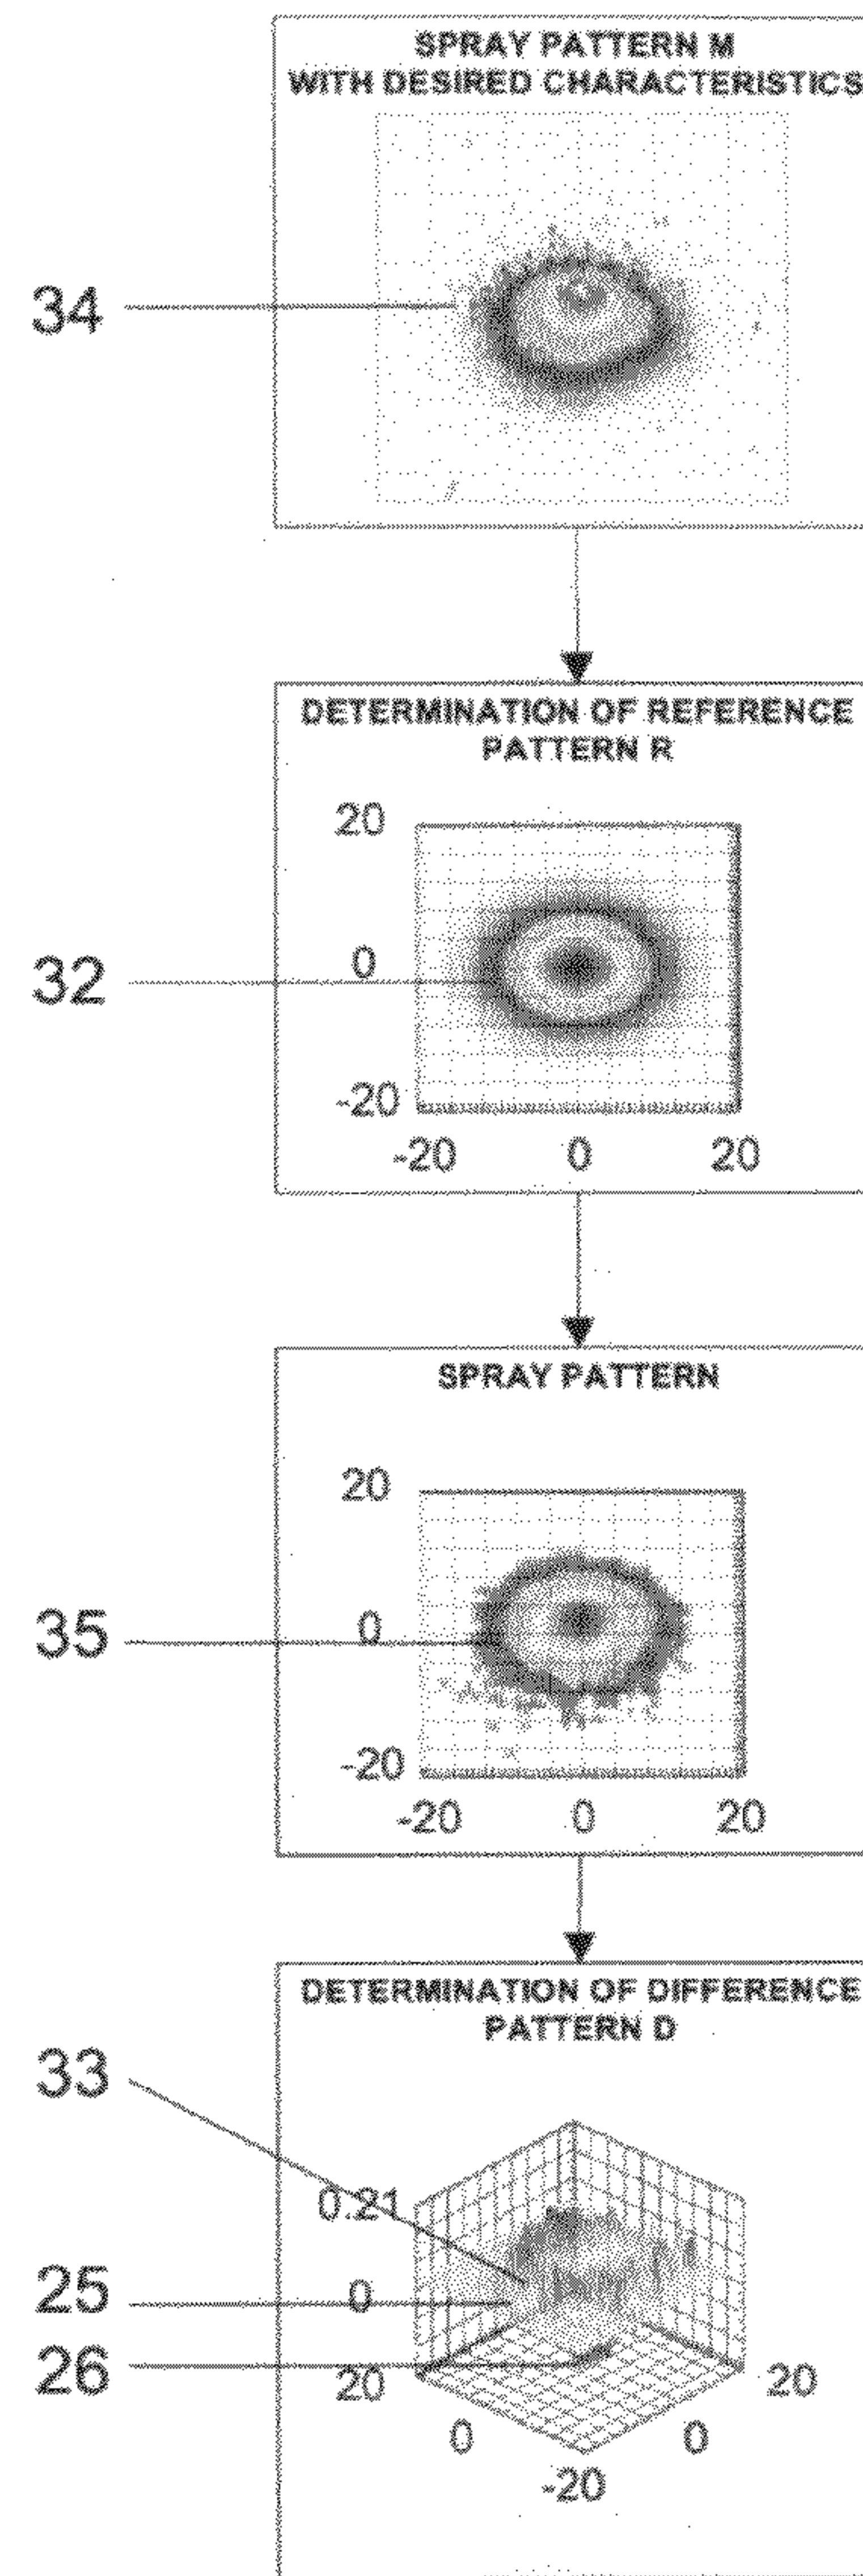 SPRAY PATTERN M
WITH DESIRED CHARACTERISTICS
34
DETERMINATION OF REFERENCE
PATTERN R
20
0
32
-20
-20 0 20
SPRAY PATTERN
20
0
35
-20
-20 0 20
DETERMINATION OF DIFFERENCE
PATTERN D
33
0.21
25
0
26
20
20
0
0
-20